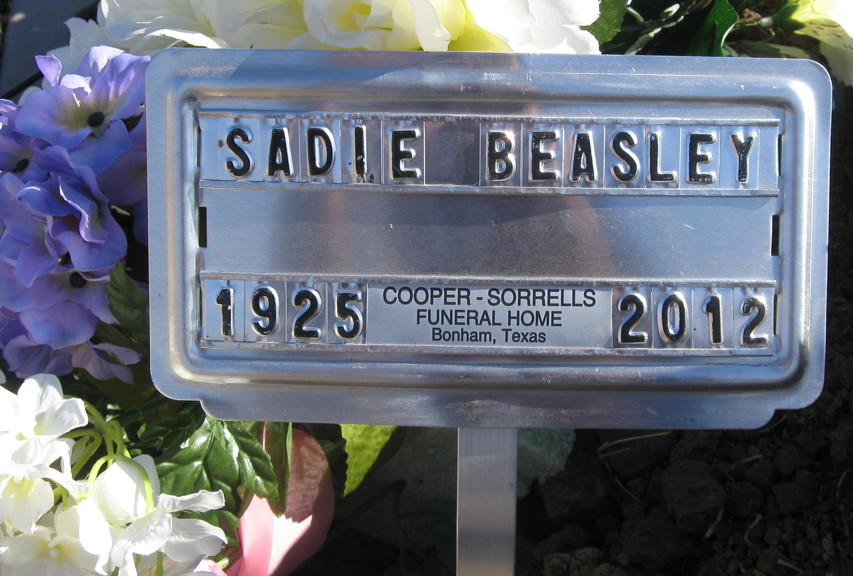 SADIE BEASLEY
1925 COOPER - SORRELLS 2012
FUNERAL HOME
Bonham, Texas